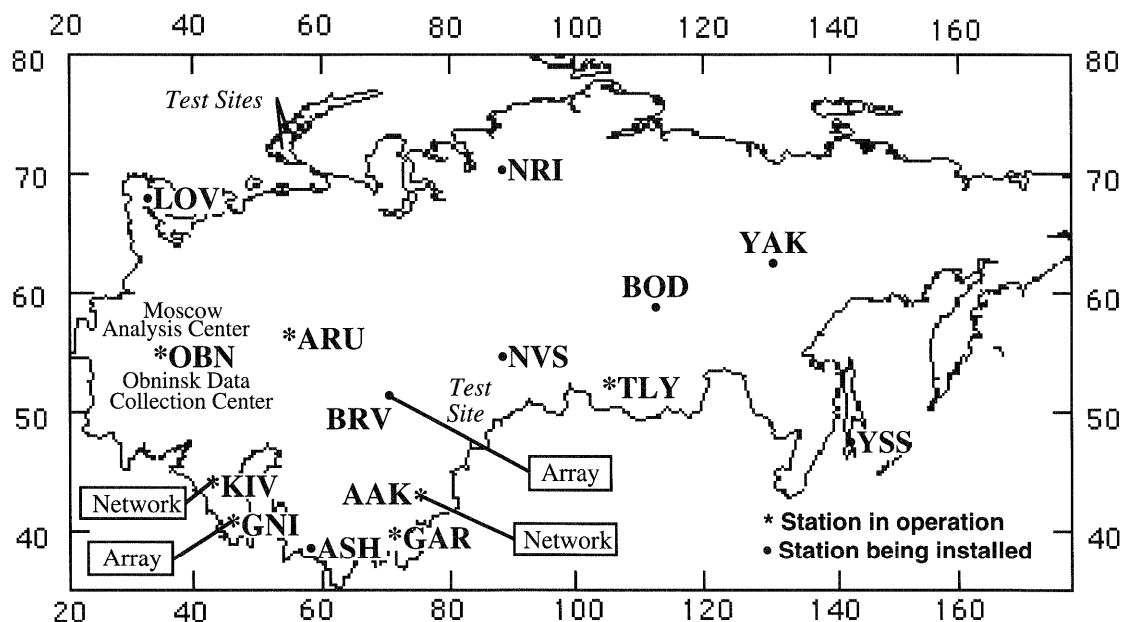 20 40 60 80 100 120 140 160
80 80
Test Sites
70 NRI 70
LOV
YAK
BOD
60 60
Moscow
Analysis Center
*ARU
*OBN NVS
Obninsk Data
Collection Center
Test
Site
*TLY
50 BRV 50
YSS
Array
*KIV
Network
AAK *
*GNI
Array
*GAR
Network
ASH
40 40
* Station in operation
• Station being installed
20 40 60 80 100 120 140 160